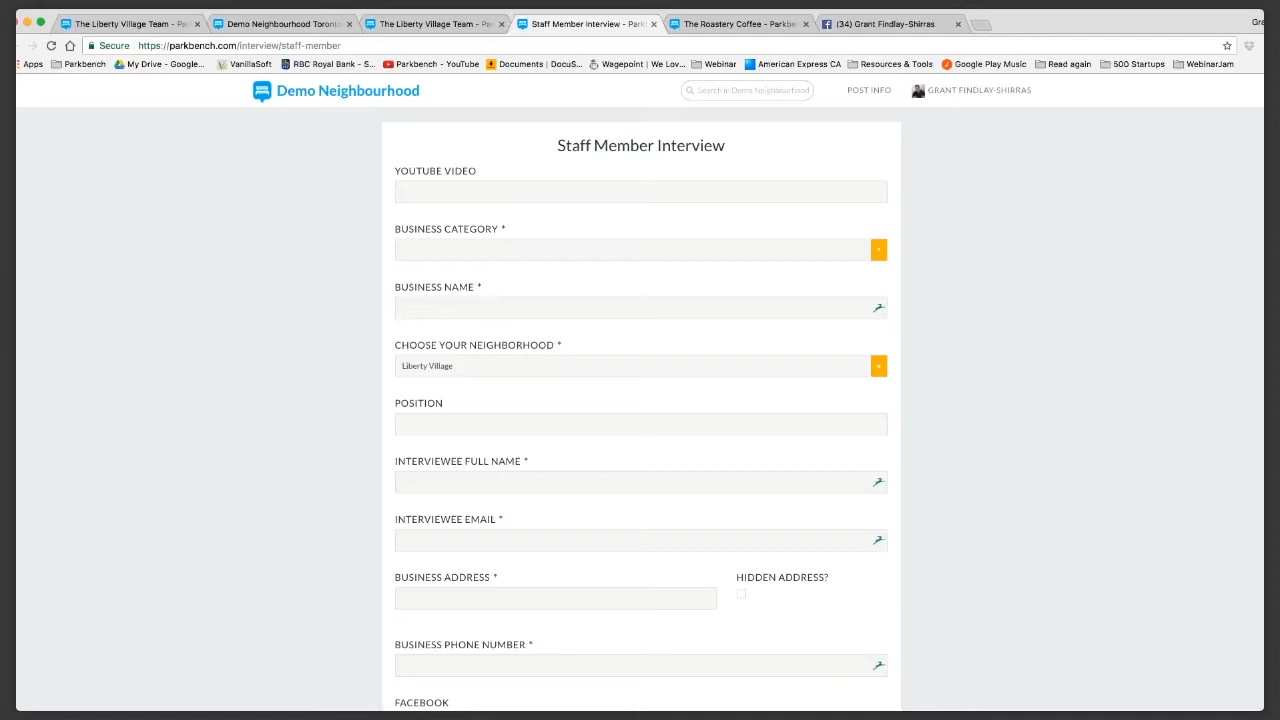 The Liberty Village Team - Pa
Demo Neighbourhood Toronto
The Liberty Village Team - Pa
Staff Member Interview - Park
The Roastery Coffee - Parkbe
(34) Grant Findlay-Shirras
Gra
Secure https://parkbench.com/interview/staff-member
Apps Parkbench My Drive - Google... VanillaSoft RBC Royal Bank - S... Parkbench - YouTube Documents | DocuS... Wagepoint | We Lov... Webinar American Express CA Resources & Tools Google Play Music Read again 500 Startups WebinarJam
Demo Neighbourhood
Search in Demo Neighbourhood
POST INFO
GRANT FINDLAY-SHIRRAS
Staff Member Interview
YOUTUBE VIDEO
BUSINESS CATEGORY *
BUSINESS NAME *
CHOOSE YOUR NEIGHBORHOOD *
Liberty Village
POSITION
INTERVIEWEE FULL NAME *
INTERVIEWEE EMAIL *
BUSINESS ADDRESS *
HIDDEN ADDRESS?
BUSINESS PHONE NUMBER *
FACEBOOK